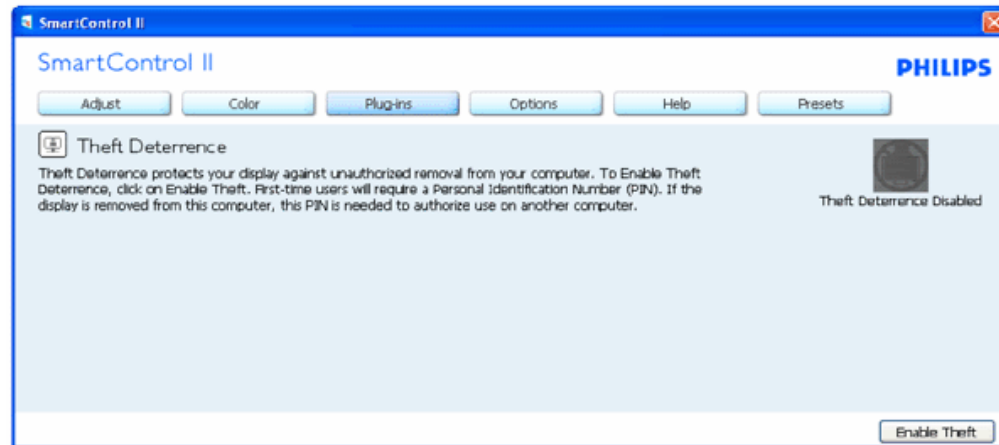 SmartControl II
SmartControl II
PHILIPS
Adjust Color Plug-ins Options Help Presets
Theft Deterrence
Theft Deterrence protects your display against unauthorized removal from your computer. To Enable Theft
Deterrence, click on Enable Theft. First-time users will require a Personal Identification Number (PIN). If the
display is removed from this computer, this PIN is needed to authorize use on another computer.
Theft Deterrence Disabled
Enable Theft